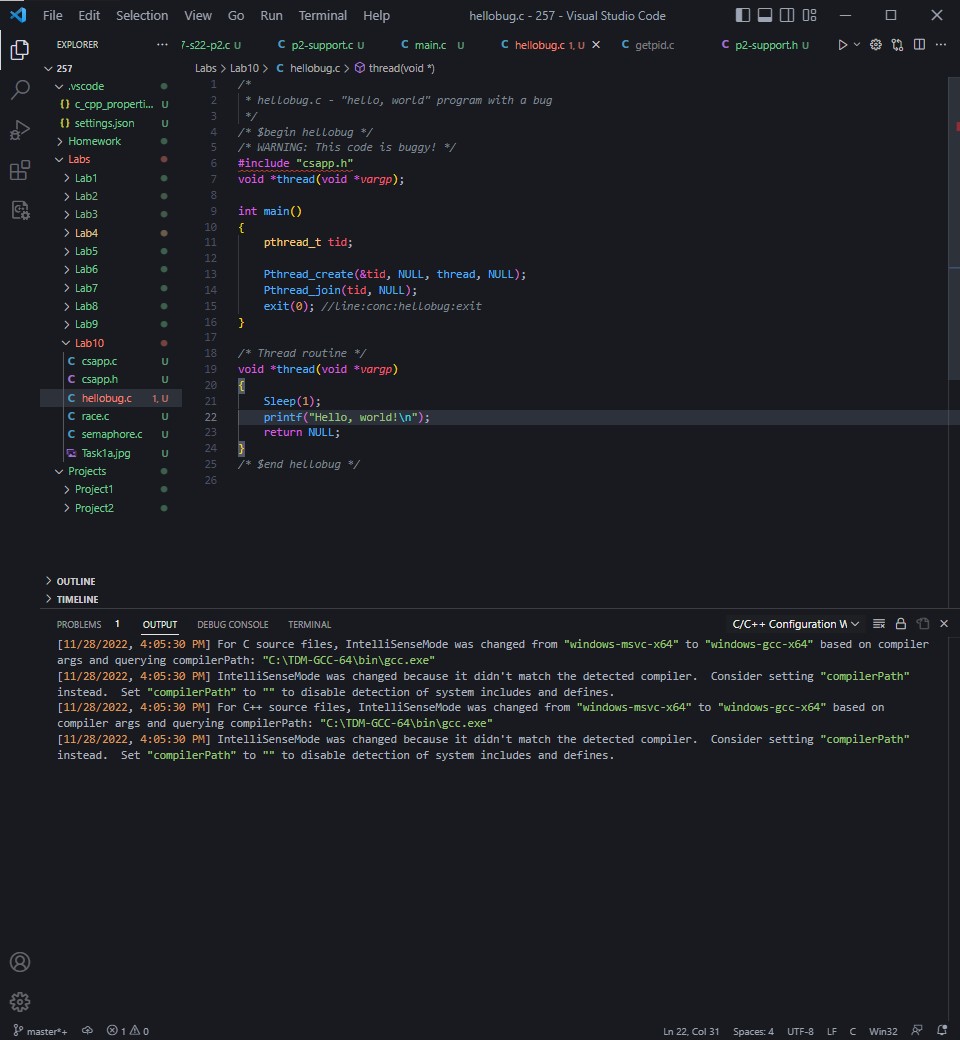 File Edit Selection View Go Run Terminal Help hellobug.c - 257 - Visual Studio Code
EXPLORER ··· 7-s22-p2.c U C p2-support.c U C main.c U C hellobug.c 1, U × C getpid.c C p2-support.h U ···
257
Labs > Lab10 > C hellobug.c > thread(void *)
.vscode
{} c_cpp_properti... U
{} settings.json U
Homework
Labs
Lab1
Lab2
Lab3
Lab4
Lab5
Lab6
Lab7
Lab8
Lab9
Lab10
C csapp.c U
C csapp.h U
C hellobug.c 1, U
C race.c U
C semaphore.c U
Task1a.jpg U
Projects
Project1
Project2
OUTLINE
TIMELINE
1 /*
2 * hellobug.c - "hello, world" program with a bug
3 */
4 /* $begin hellobug */
5 /* WARNING: This code is buggy! */
6 #include "csapp.h"
7 void *thread(void *vargp);
8
9 int main()
10 {
11 pthread_t tid;
12
13 Pthread_create(&tid, NULL, thread, NULL);
14 Pthread_join(tid, NULL);
15 exit(0); //line:conc:hellobug:exit
16 }
17
18 /* Thread routine */
19 void *thread(void *vargp)
20 {
21 Sleep(1);
22 printf("Hello, world!\n");
23 return NULL;
24 }
25 /* $end hellobug */
26
PROBLEMS 1 OUTPUT DEBUG CONSOLE TERMINAL C/C++ Configuration W
[11/28/2022, 4:05:30 PM] For C source files, IntelliSenseMode was changed from "windows-msvc-x64" to "windows-gcc-x64" based on compiler
args and querying compilerPath: "C:\TDM-GCC-64\bin\gcc.exe"
[11/28/2022, 4:05:30 PM] IntelliSenseMode was changed because it didn't match the detected compiler.  Consider setting "compilerPath"
instead.  Set "compilerPath" to "" to disable detection of system includes and defines.
[11/28/2022, 4:05:30 PM] For C++ source files, IntelliSenseMode was changed from "windows-msvc-x64" to "windows-gcc-x64" based on
compiler args and querying compilerPath: "C:\TDM-GCC-64\bin\gcc.exe"
[11/28/2022, 4:05:30 PM] IntelliSenseMode was changed because it didn't match the detected compiler.  Consider setting "compilerPath"
instead.  Set "compilerPath" to "" to disable detection of system includes and defines.
master*+ 1 0 Ln 22, Col 31 Spaces: 4 UTF-8 LF C Win32